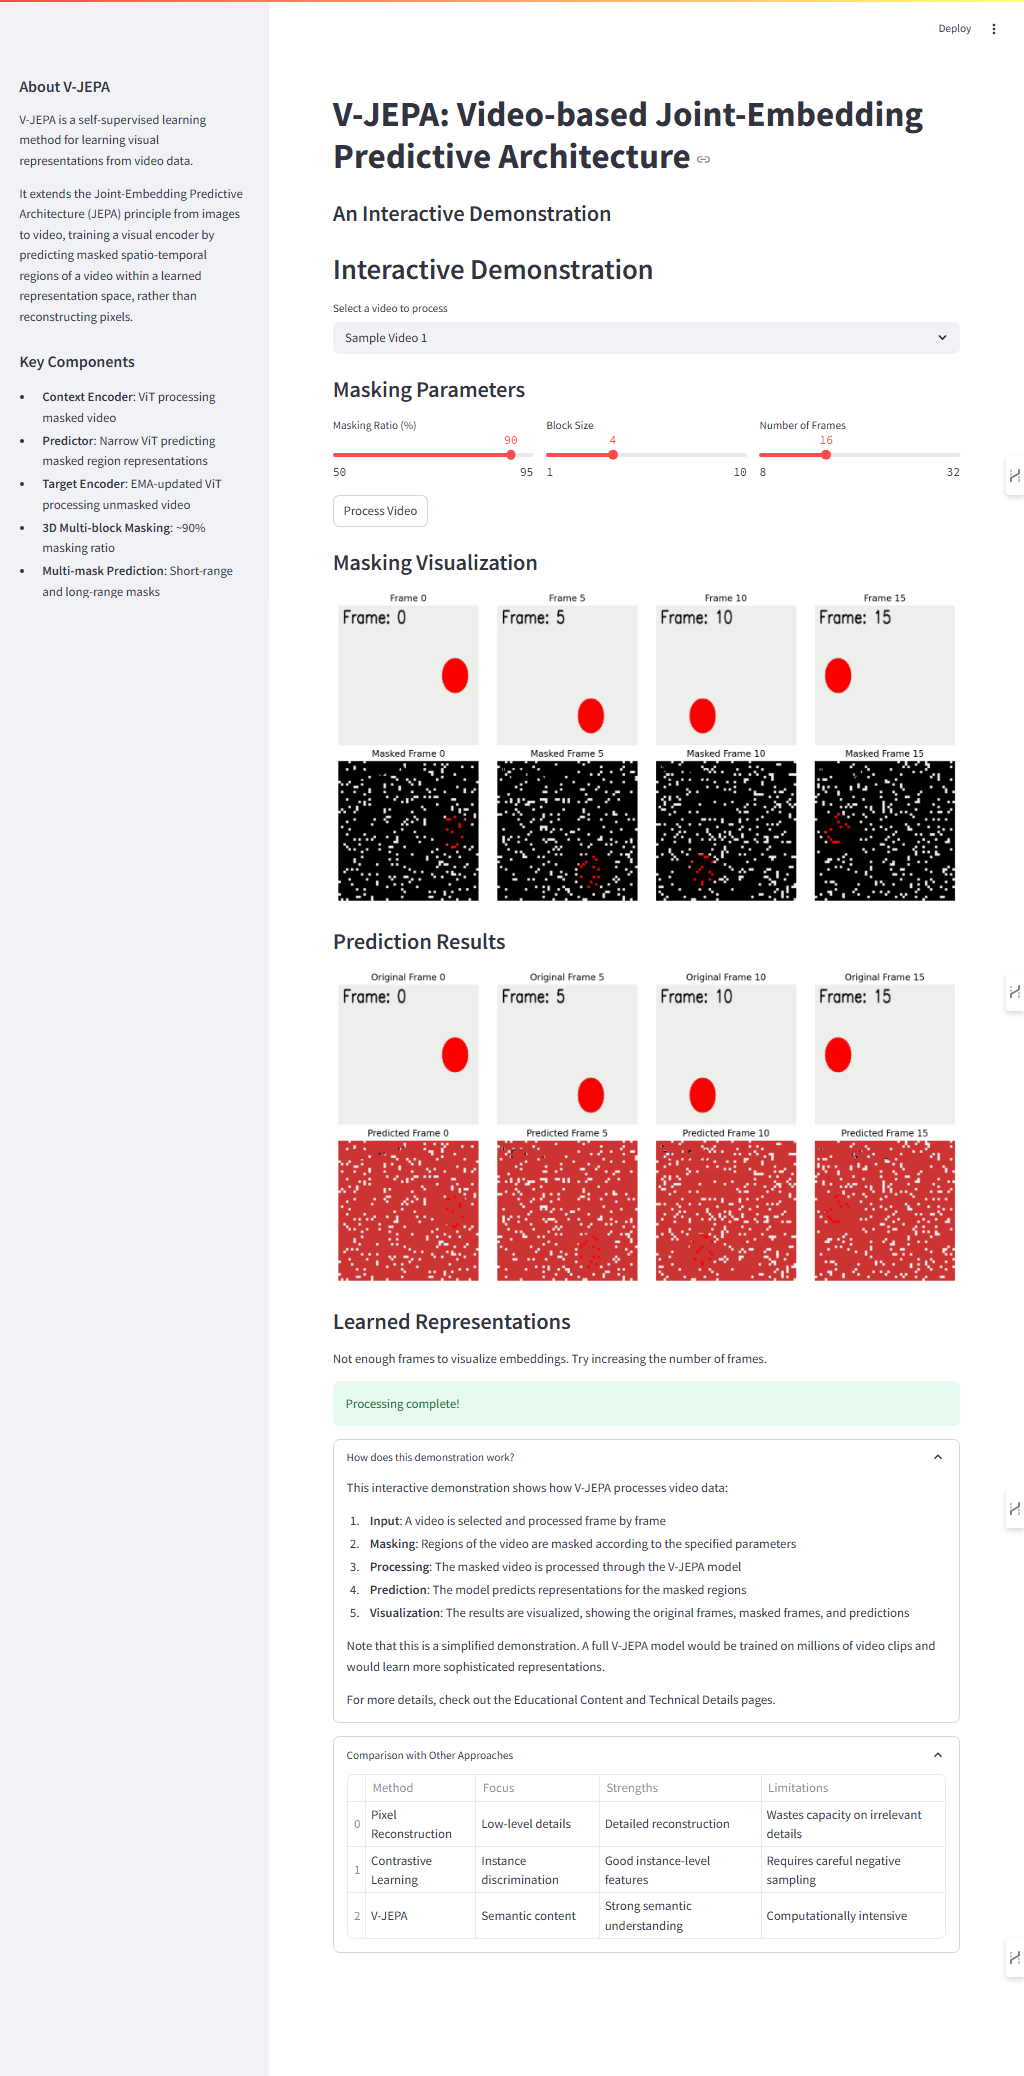 Deploy
About V-JEPA
V-JEPA is a self-supervised learning
method for learning visual
representations from video data.
It extends the Joint-Embedding Predictive
Architecture (JEPA) principle from images
to video, training a visual encoder by
predicting masked spatio-temporal
regions of a video within a learned
representation space, rather than
reconstructing pixels.
Key Components
• Context Encoder: ViT processing
masked video
• Predictor: Narrow ViT predicting
masked region representations
• Target Encoder: EMA-updated ViT
processing unmasked video
• 3D Multi-block Masking: ~90%
masking ratio
• Multi-mask Prediction: Short-range
and long-range masks
V-JEPA: Video-based Joint-Embedding
Predictive Architecture
An Interactive Demonstration
Interactive Demonstration
Select a video to process
Sample Video 1
Masking Parameters
Masking Ratio (%) Block Size Number of Frames
90 4 16
50 95 1 10 8 32
Process Video
Masking Visualization
Frame 0 Frame 5 Frame 10 Frame 15
Frame: 0 Frame: 5 Frame: 10 Frame: 15
Masked Frame 0 Masked Frame 5 Masked Frame 10 Masked Frame 15
Prediction Results
Original Frame 0 Original Frame 5 Original Frame 10 Original Frame 15
Frame: 0 Frame: 5 Frame: 10 Frame: 15
Predicted Frame 0 Predicted Frame 5 Predicted Frame 10 Predicted Frame 15
Learned Representations
Not enough frames to visualize embeddings. Try increasing the number of frames.
Processing complete!
How does this demonstration work?
This interactive demonstration shows how V-JEPA processes video data:
1. Input: A video is selected and processed frame by frame
2. Masking: Regions of the video are masked according to the specified parameters
3. Processing: The masked video is processed through the V-JEPA model
4. Prediction: The model predicts representations for the masked regions
5. Visualization: The results are visualized, showing the original frames, masked frames, and predictions
Note that this is a simplified demonstration. A full V-JEPA model would be trained on millions of video clips and
would learn more sophisticated representations.
For more details, check out the Educational Content and Technical Details pages.
Comparison with Other Approaches
Method Focus Strengths Limitations
0 Pixel Reconstruction Low-level details Detailed reconstruction Wastes capacity on irrelevant details
1 Contrastive Learning Instance discrimination Good instance-level features Requires careful negative sampling
2 V-JEPA Semantic content Strong semantic understanding Computationally intensive